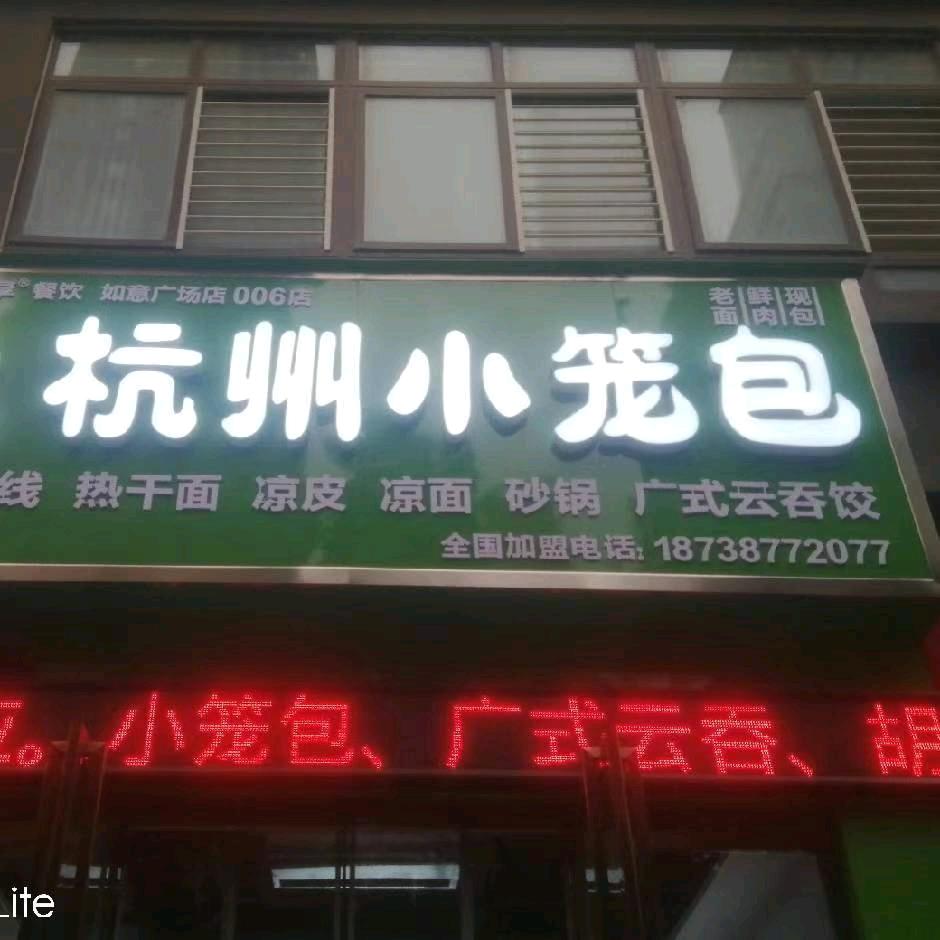 享® 餐饮 如意广场店 006店
老面 鲜肉 现包
杭州小笼包
线 热干面 凉皮 凉面 砂锅 广式云吞饺
全国加盟电话: 18738772077
。小笼包、广式云吞、胡
Lite